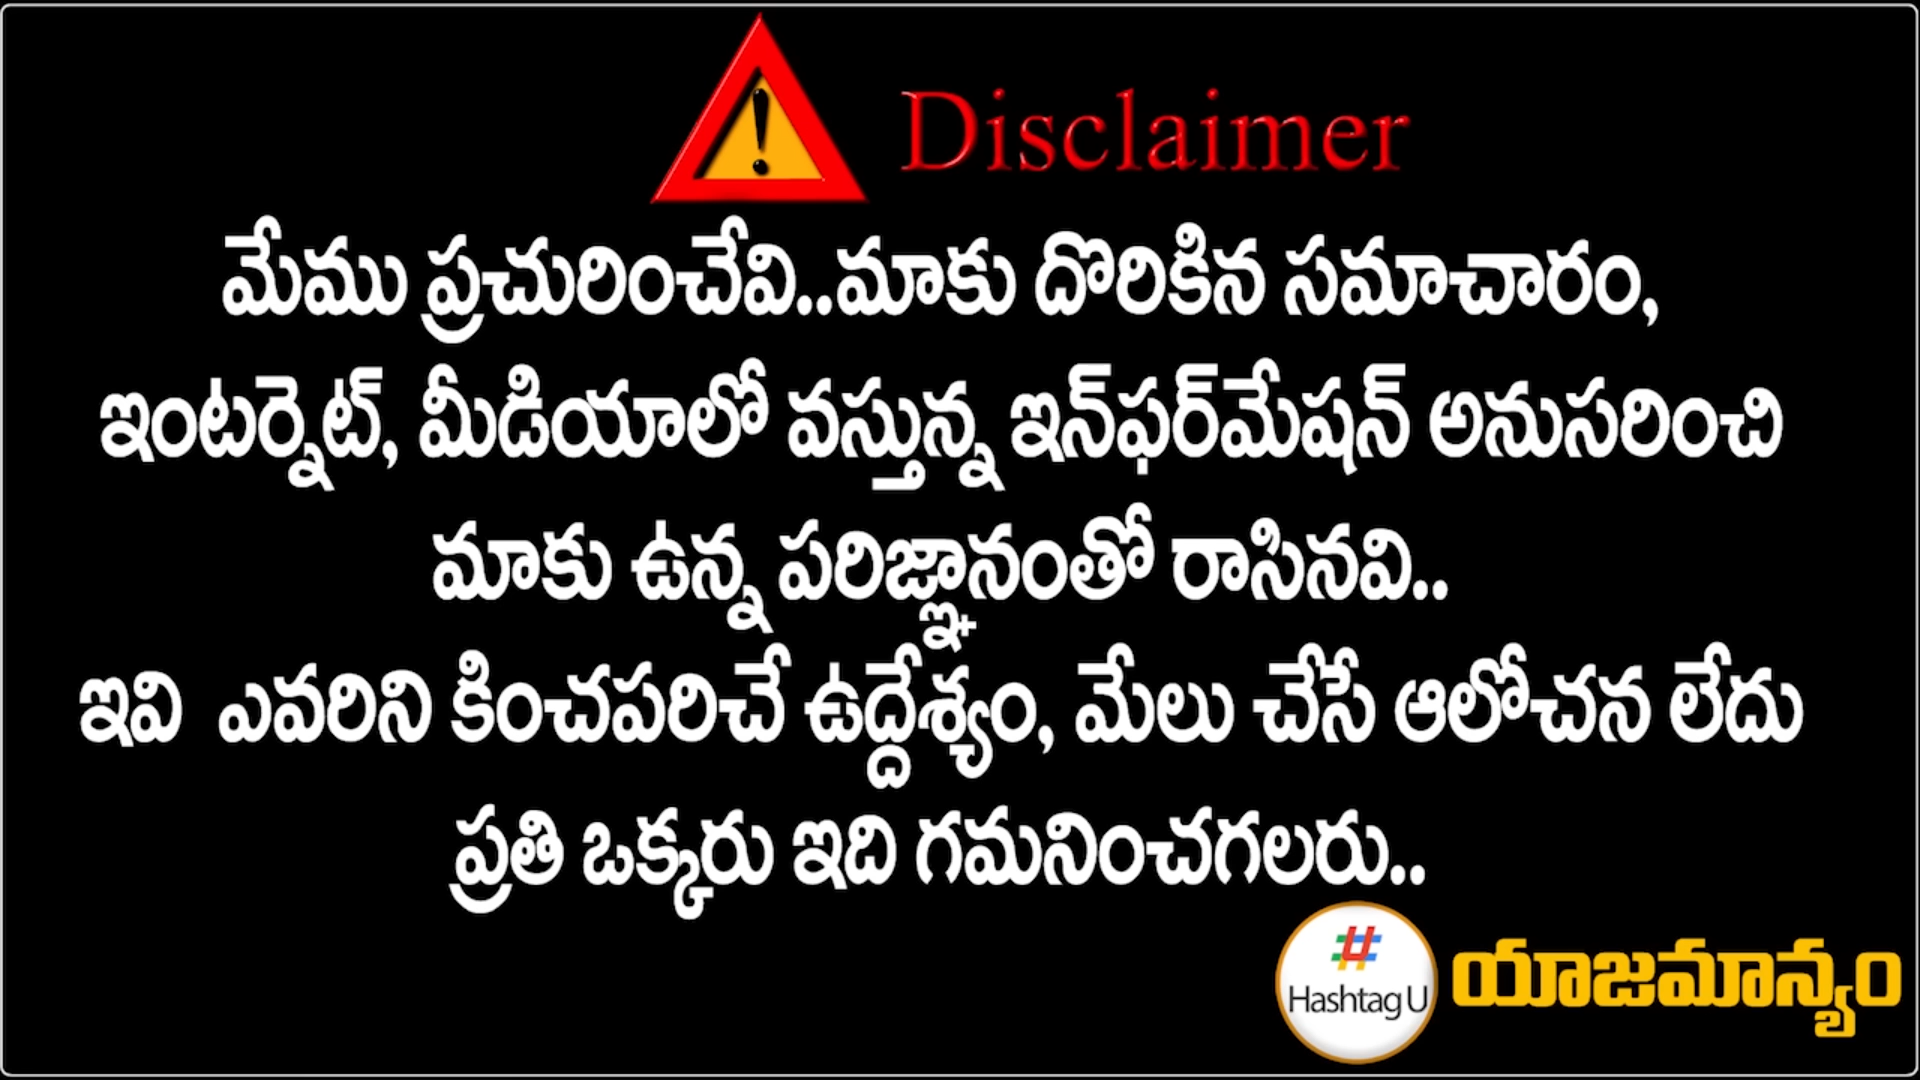 Disclaimer
మేము ప్రచురించేవి..మాకు దొరికిన సమాచారం,
ఇంటర్నెట్, మీడియాలో వస్తున్న ఇన్‌ఫర్‌మేషన్ అనుసరించి
మాకు ఉన్న పరిజ్ఞానంతో రాసినవి..
ఇవి ఎవరిని కించపరిచే ఉద్దేశ్యం, మేలు చేసే ఆలోచన లేదు
ప్రతి ఒక్కరు ఇది గమనించగలరు..
Hashtag U
యాజమాన్యం